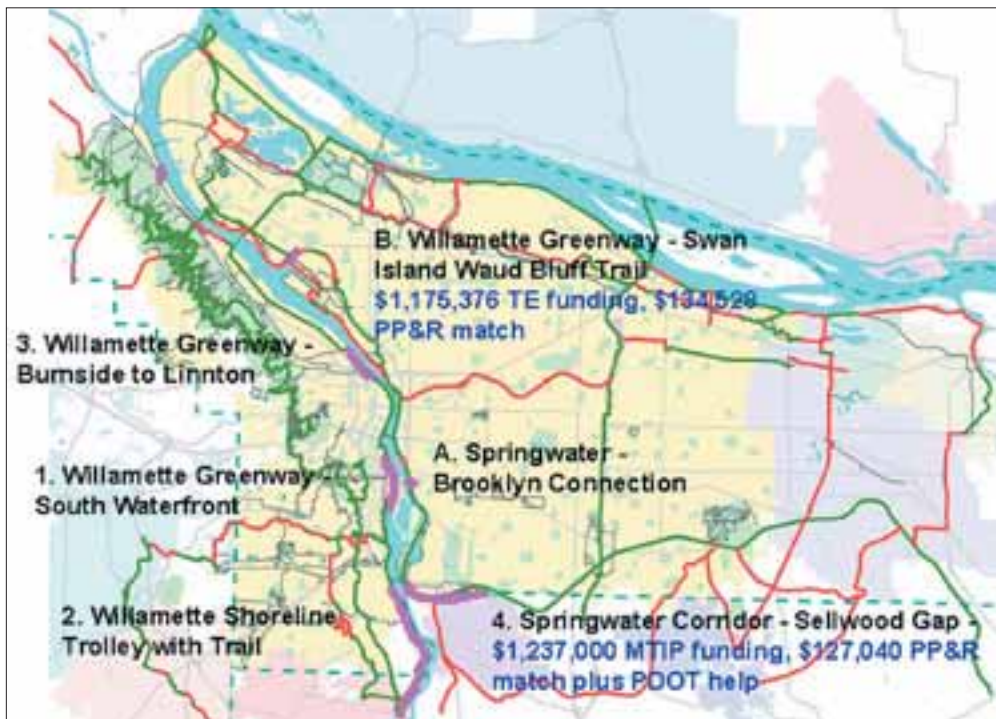 B. Willamette Greenway - Swan
Island Waud Bluff Trail
$1,175,376 TE funding, $134,528
PP&R match
3. Willamette Greenway -
Burnside to Linnton
A. Springwater -
Brooklyn Connection
1. Willamette Greenway -
South Waterfront
2. Willamette Shoreline
Trolley with Trail
4. Springwater Corridor - Sellwood Gap -
$1,237,000 MTIP funding, $127,040 PP&R
match plus PDOT help